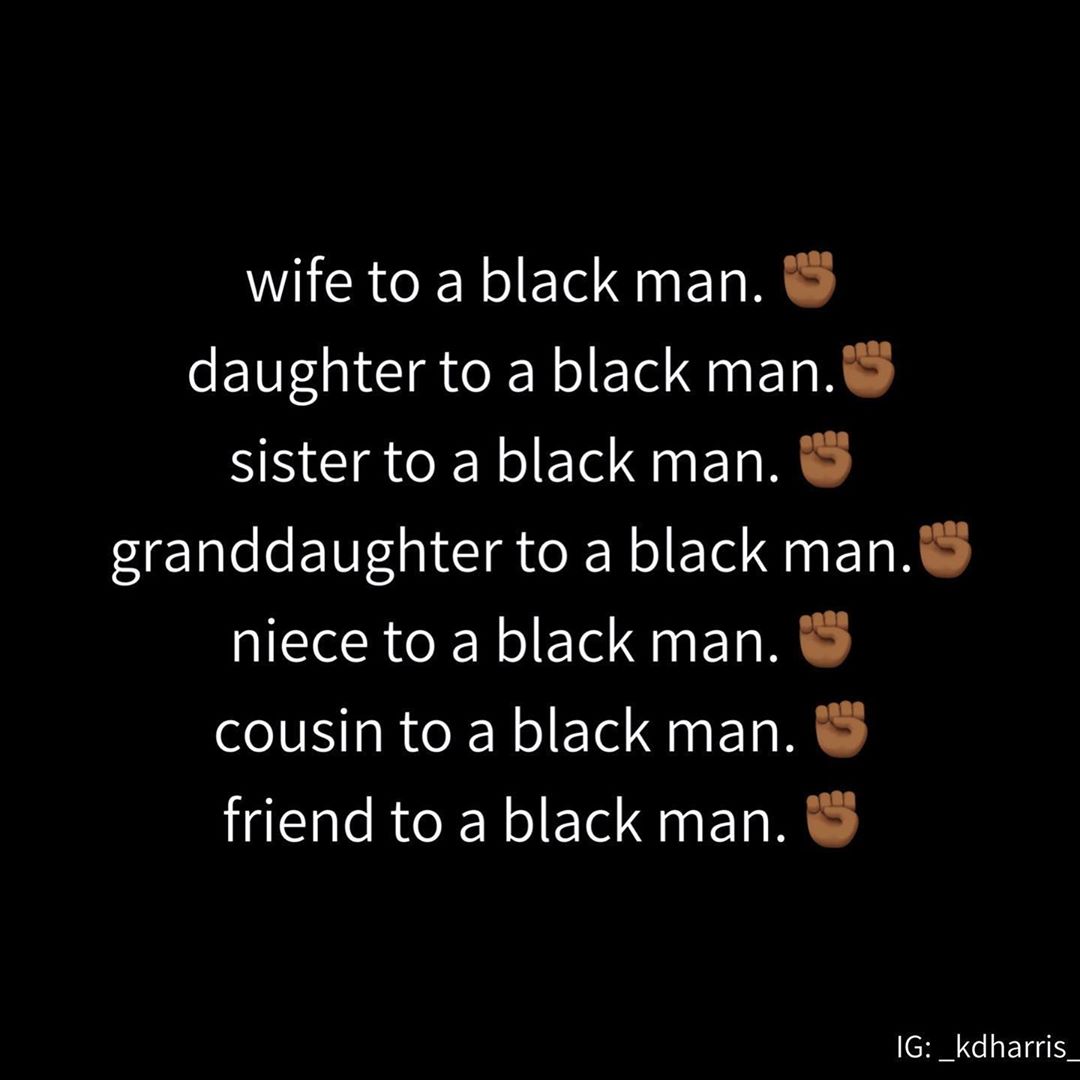 wife to a black man. ✊🏾
daughter to a black man.✊🏾
sister to a black man. ✊🏾
granddaughter to a black man.✊🏾
niece to a black man. ✊🏾
cousin to a black man. ✊🏾
friend to a black man. ✊🏾
IG: _kdharris_